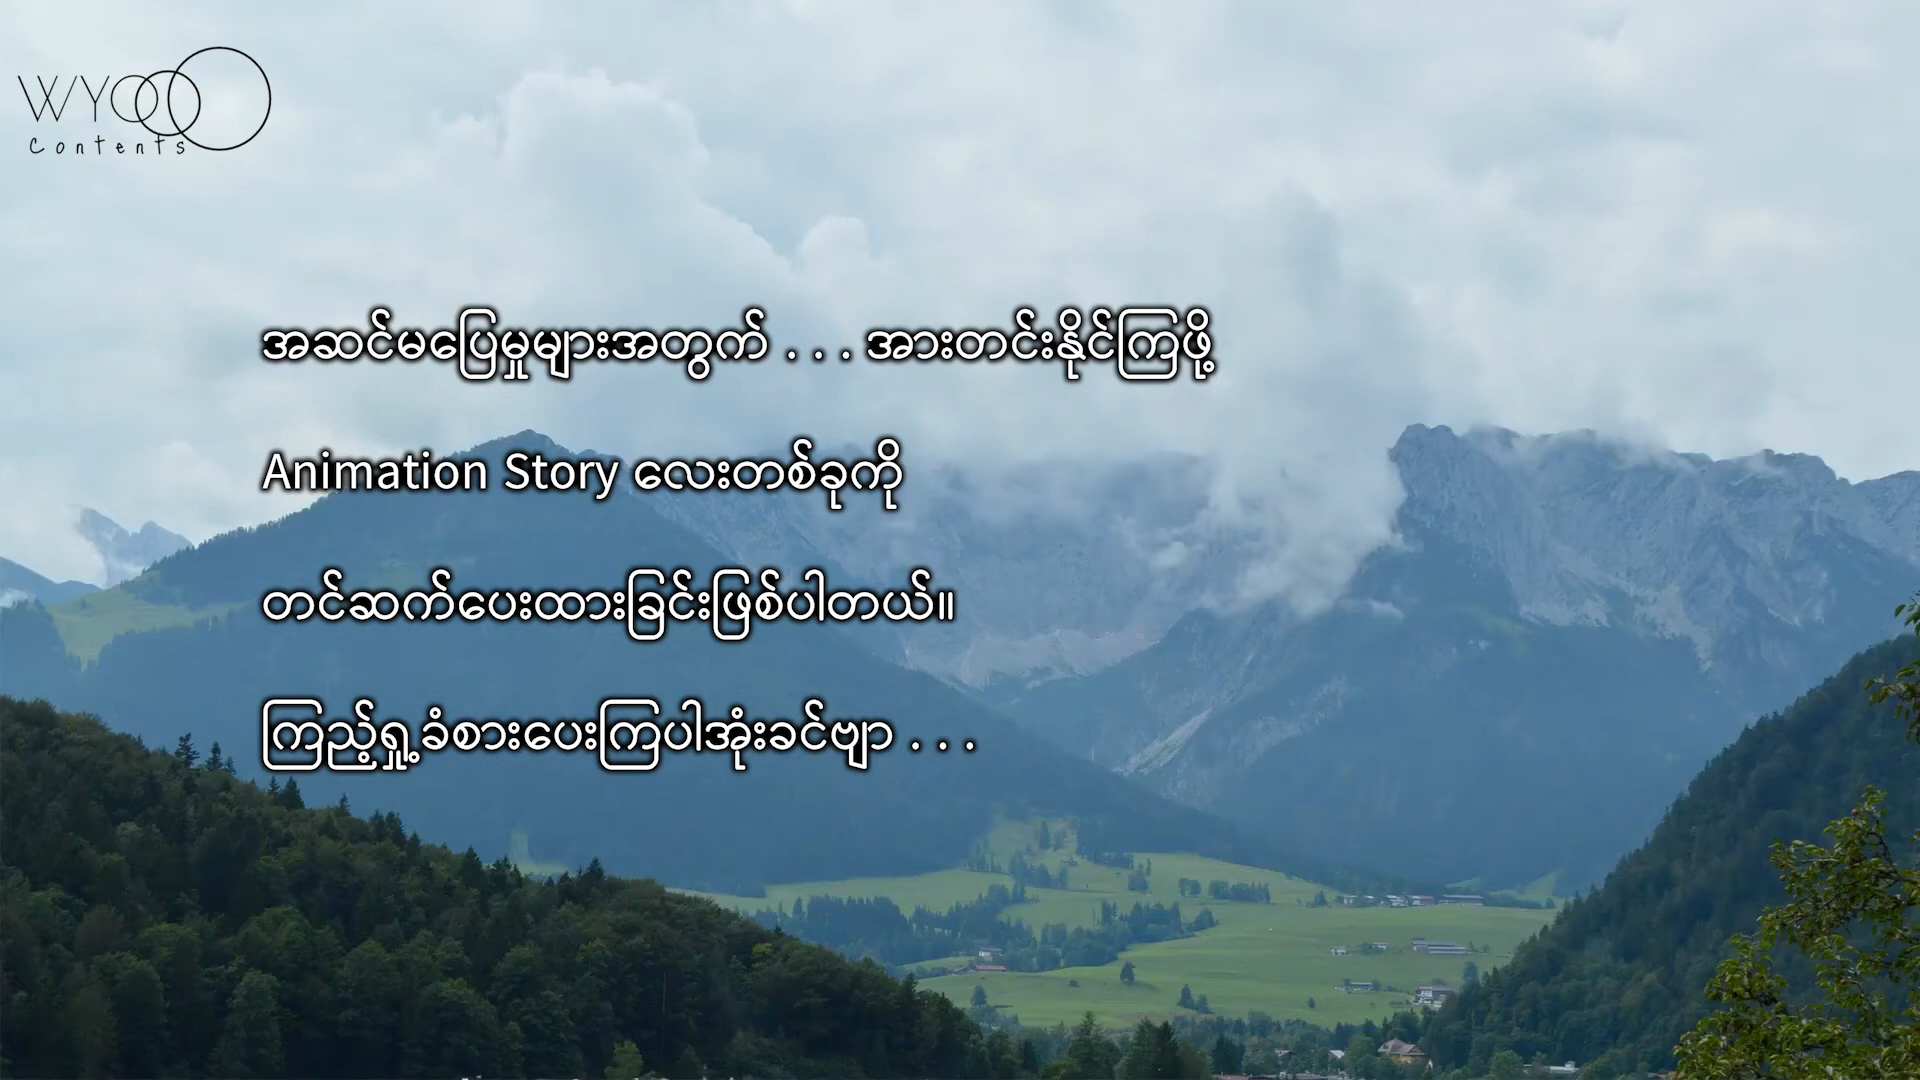 WYOOO
Contents
အဆင်မပြေမှုများအတွက် . . . အားတင်းနိုင်ကြဖို့
Animation Story လေးတစ်ခုကို
တင်ဆက်ပေးထားခြင်းဖြစ်ပါတယ်။
ကြည့်ရှု့ခံစားပေးကြပါအုံးခင်ဗျာ . . .